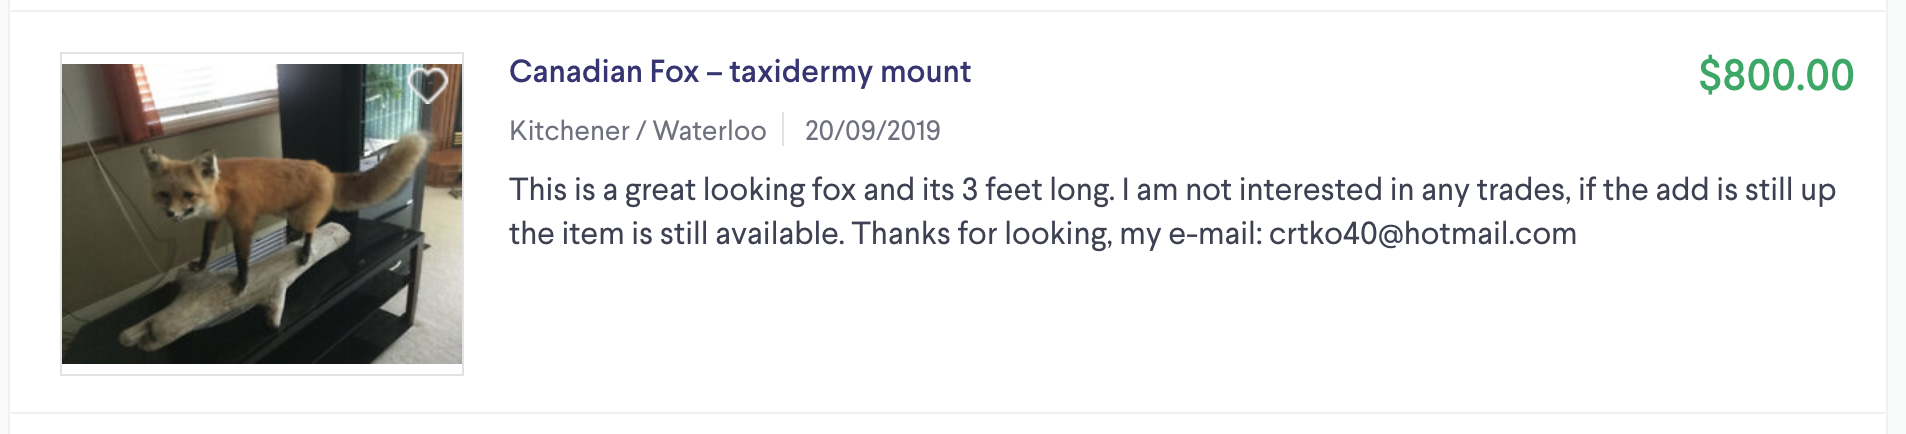 Canadian Fox – taxidermy mount
$800.00
Kitchener / Waterloo 20/09/2019
This is a great looking fox and its 3 feet long. I am not interested in any trades, if the add is still up
the item is still available. Thanks for looking, my e-mail: crtko40@hotmail.com